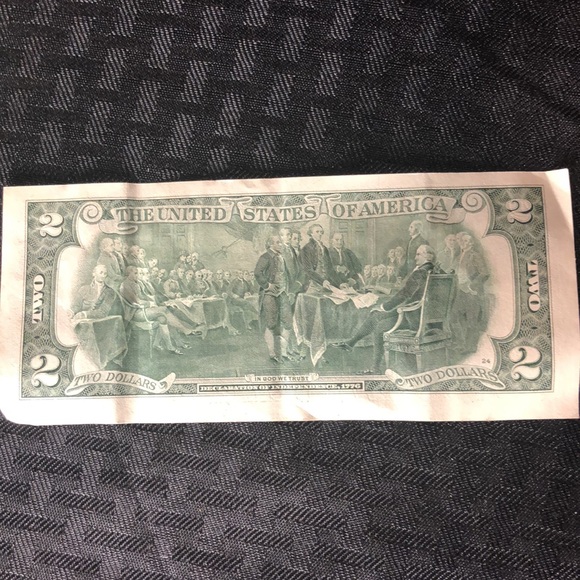 2 THE UNITED STATES OF AMERICA 2
TWO TWO
2 2
24
TWO DOLLARS IN GOD WE TRUST TWO DOLLARS
DECLARATION OF INDEPENDENCE, 1776